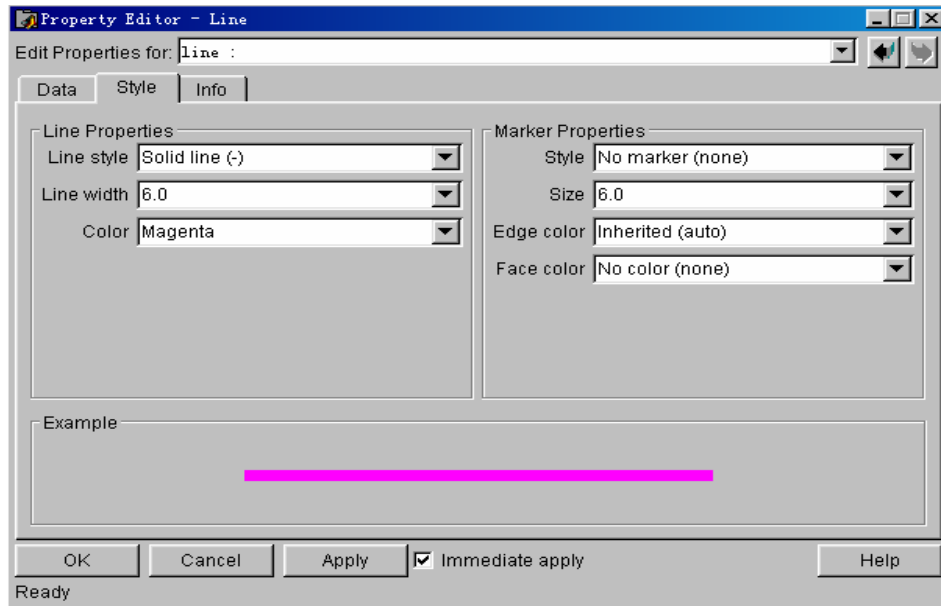 Property Editor - Line
Edit Properties for: line :
Data Style Info
Line Properties
Line style Solid line (-)
Line width 6.0
Color Magenta
Marker Properties
Style No marker (none)
Size 6.0
Edge color Inherited (auto)
Face color No color (none)
Example
OK Cancel Apply Immediate apply Help
Ready